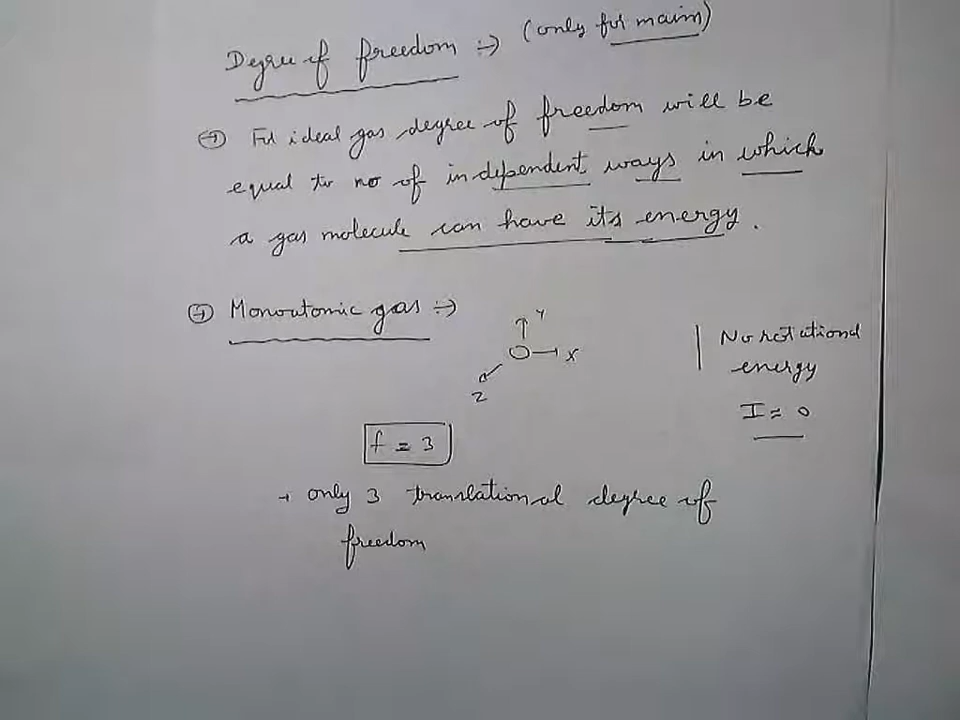 Degree of freedom :→ (only for mains)
→ For ideal gas degree of freedom will be
equal to no of independent ways in which
a gas molecule can have its energy.
→ Monoatomic gas :→
Y
X
Z
No rotational
energy
I ≈ 0
f = 3
→ only 3 translational degree of
freedom